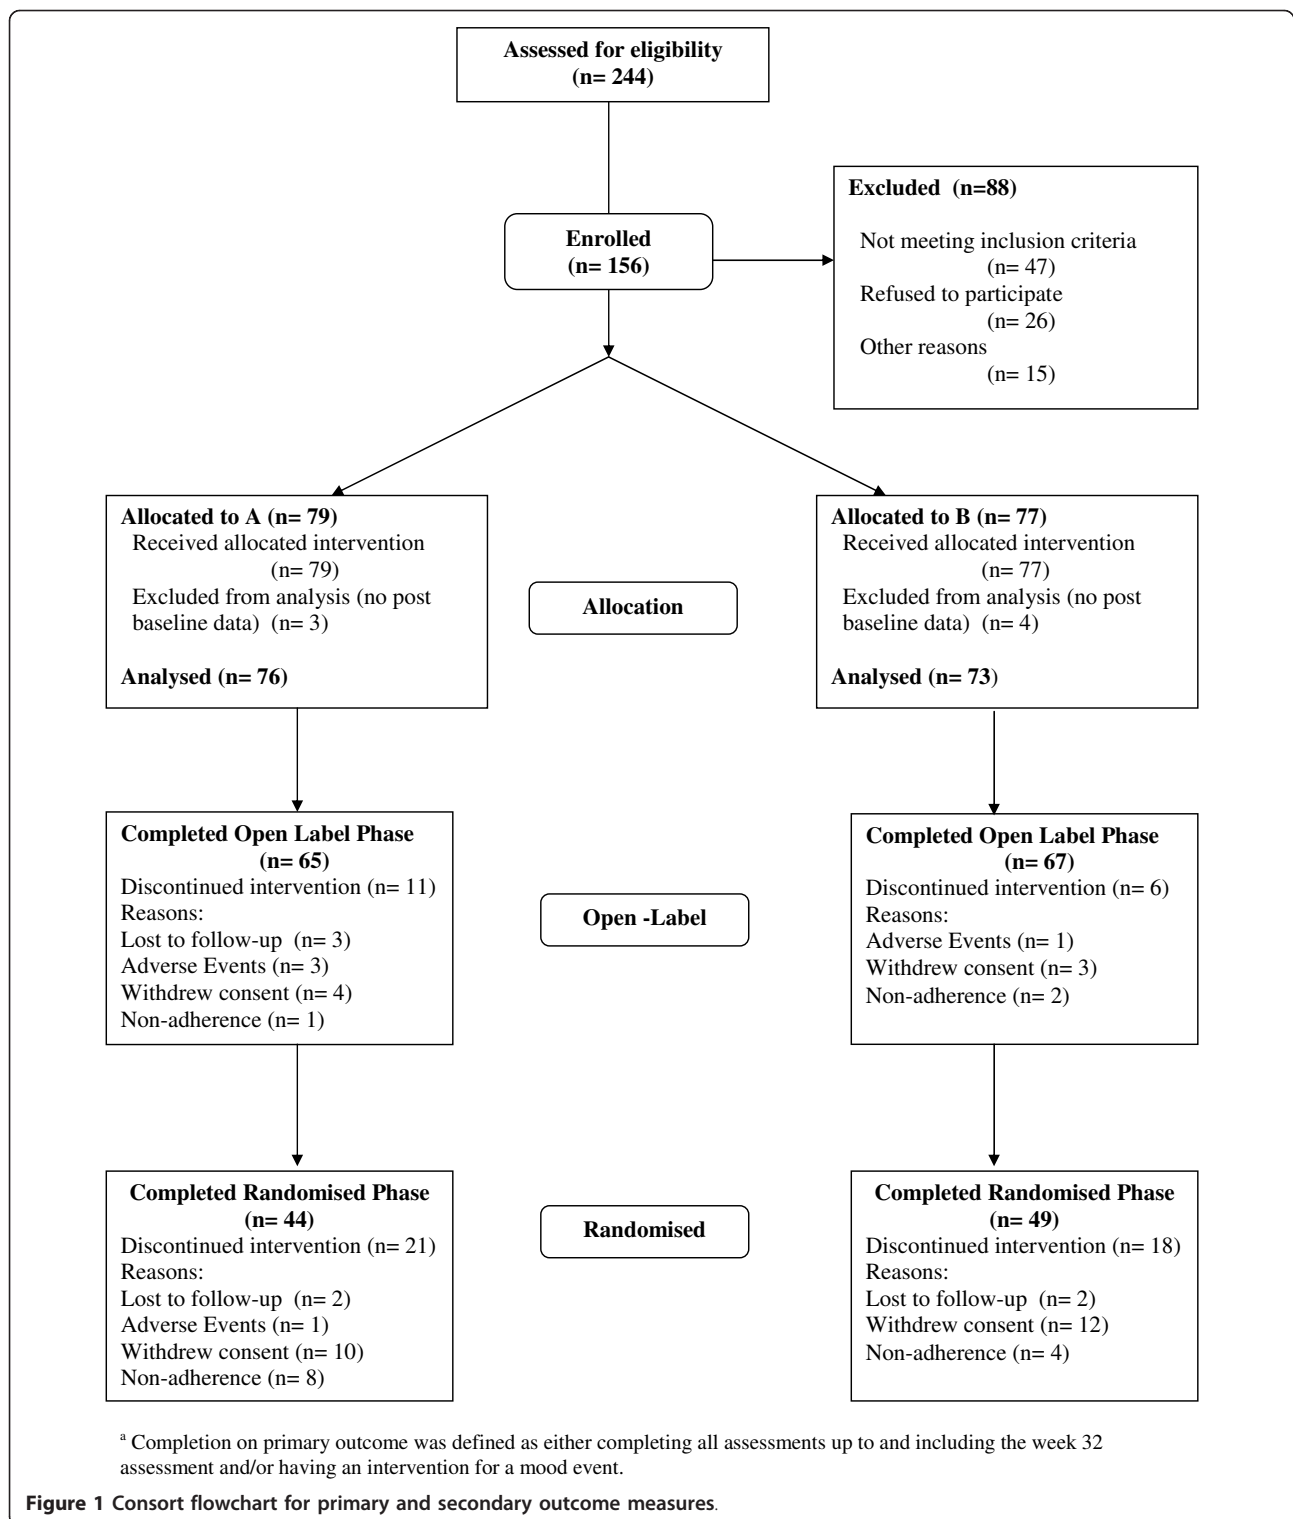 Assessed for eligibility
(n= 244)
Excluded (n=88)
Not meeting inclusion criteria
(n= 47)
Refused to participate
(n= 26)
Other reasons
(n= 15)
Enrolled
(n= 156)
Allocated to A (n= 79)
Received allocated intervention
(n= 79)
Excluded from analysis (no post
baseline data) (n= 3)
Analysed (n= 76)
Allocation
Allocated to B (n= 77)
Received allocated intervention
(n= 77)
Excluded from analysis (no post
baseline data) (n= 4)
Analysed (n= 73)
Completed Open Label Phase
(n= 65)
Discontinued intervention (n= 11)
Reasons:
Lost to follow-up (n= 3)
Adverse Events (n= 3)
Withdrew consent (n= 4)
Non-adherence (n= 1)
Open -Label
Completed Open Label Phase
(n= 67)
Discontinued intervention (n= 6)
Reasons:
Adverse Events (n= 1)
Withdrew consent (n= 3)
Non-adherence (n= 2)
Completed Randomised Phase
(n= 44)
Discontinued intervention (n= 21)
Reasons:
Lost to follow-up (n= 2)
Adverse Events (n= 1)
Withdrew consent (n= 10)
Non-adherence (n= 8)
Randomised
Completed Randomised Phase
(n= 49)
Discontinued intervention (n= 18)
Reasons:
Lost to follow-up (n= 2)
Withdrew consent (n= 12)
Non-adherence (n= 4)
a Completion on primary outcome was defined as either completing all assessments up to and including the week 32
assessment and/or having an intervention for a mood event.
Figure 1 Consort flowchart for primary and secondary outcome measures.